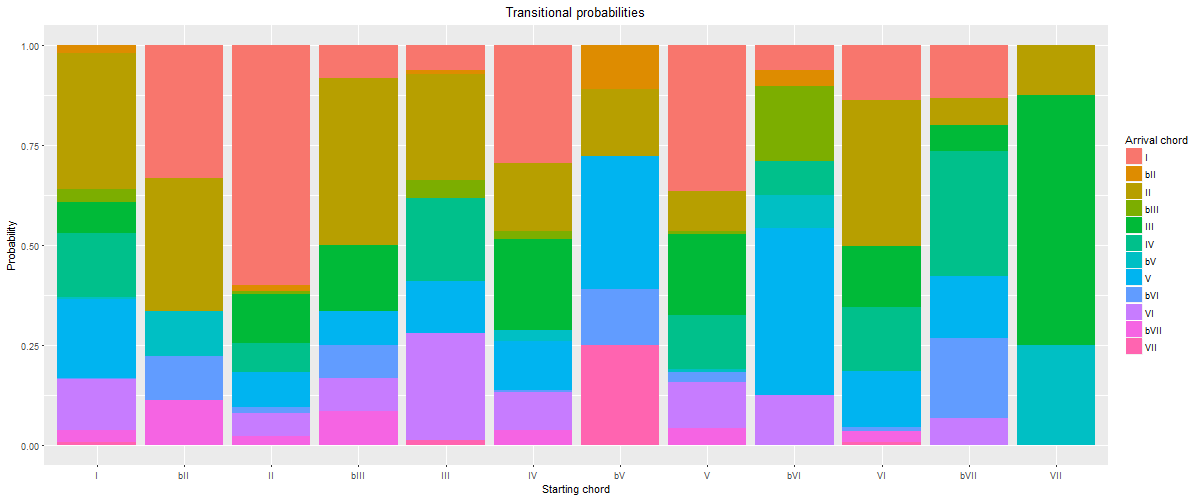 Transitional probabilities
1.00
0.75
0.50
0.25
0.00
Probability
I bII II bIII III IV bV V bVI VI bVII VII
Starting chord
Arrival chord
I
bII
II
bIII
III
IV
bV
V
bVI
VI
bVII
VII